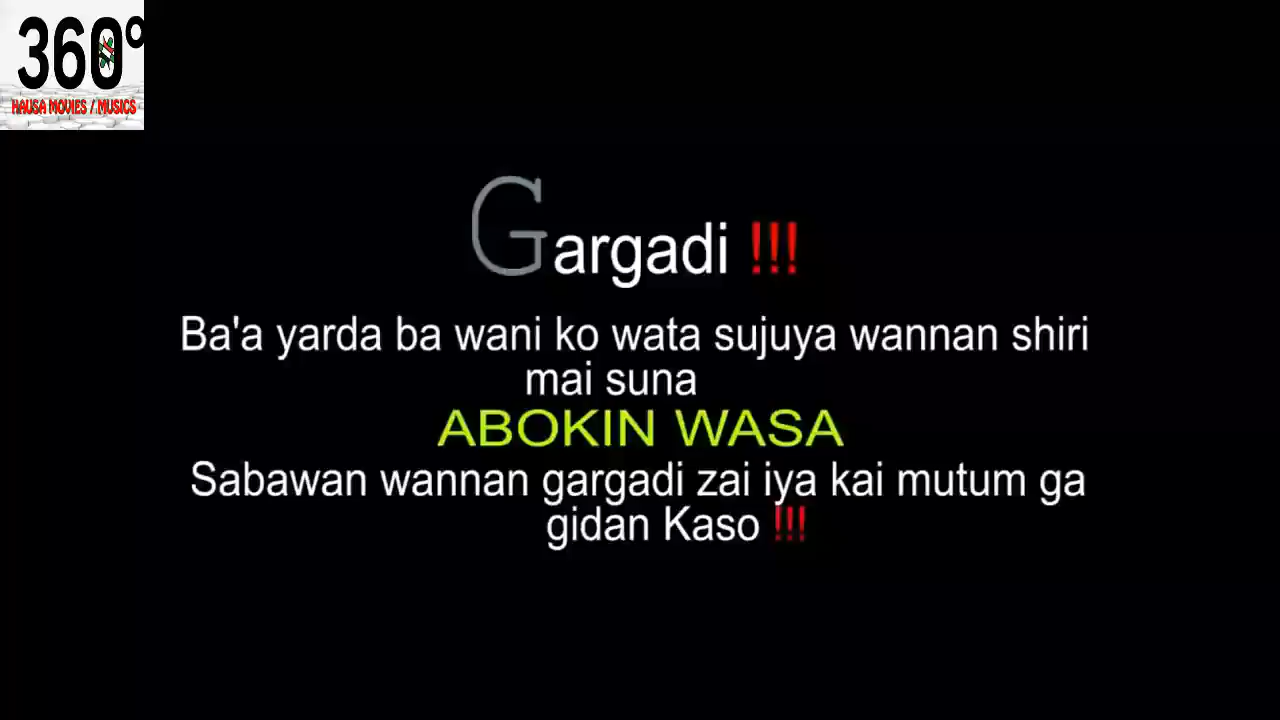 360°
HAUSA MOVIES / MUSICS
Gargadi !!!
Ba'a yarda ba wani ko wata sujuya wannan shiri
mai suna
ABOKIN WASA
Sabawan wannan gargadi zai iya kai mutum ga
gidan Kaso !!!